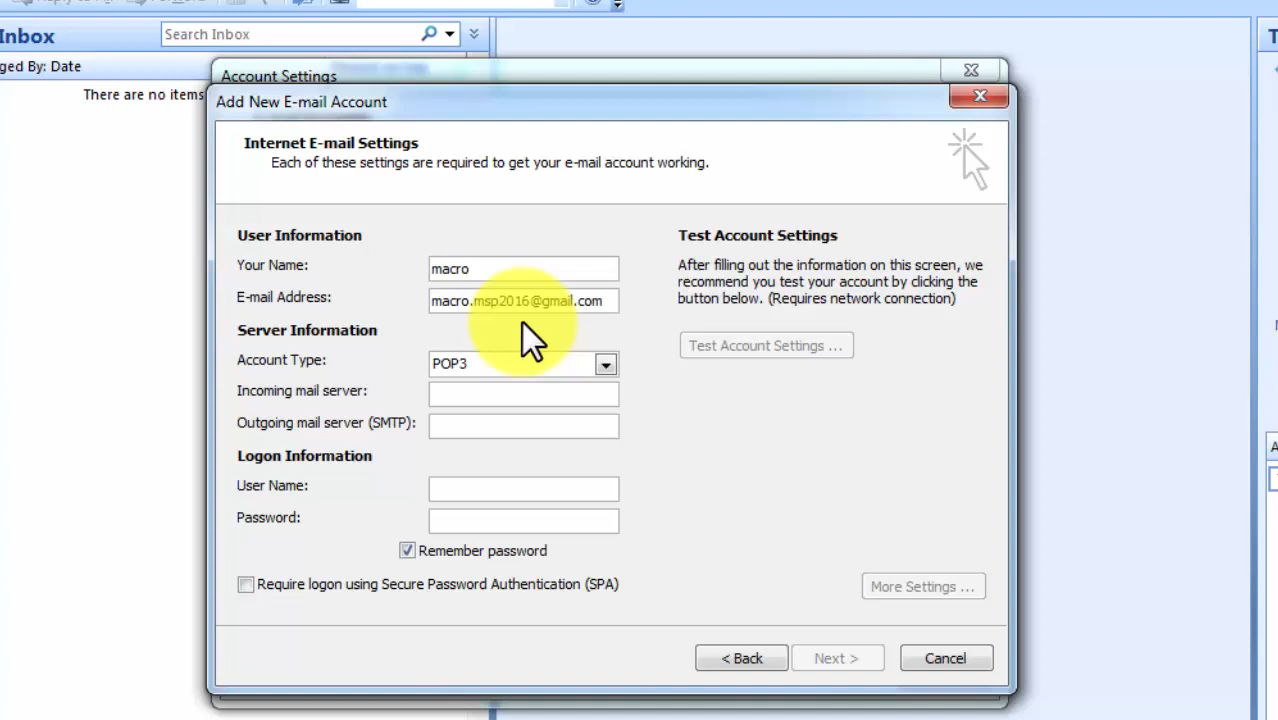 Inbox
Search Inbox
ged By: Date
There are no items
Account Settings
Add New E-mail Account
Internet E-mail Settings
Each of these settings are required to get your e-mail account working.
User Information
Your Name:
macro
E-mail Address:
macro.msp2016@gmail.com
Server Information
Account Type:
POP3
Incoming mail server:
Outgoing mail server (SMTP):
Logon Information
User Name:
Password:
Remember password
Require logon using Secure Password Authentication (SPA)
Test Account Settings
After filling out the information on this screen, we
recommend you test your account by clicking the
button below. (Requires network connection)
Test Account Settings ...
More Settings ...
< Back
Next >
Cancel